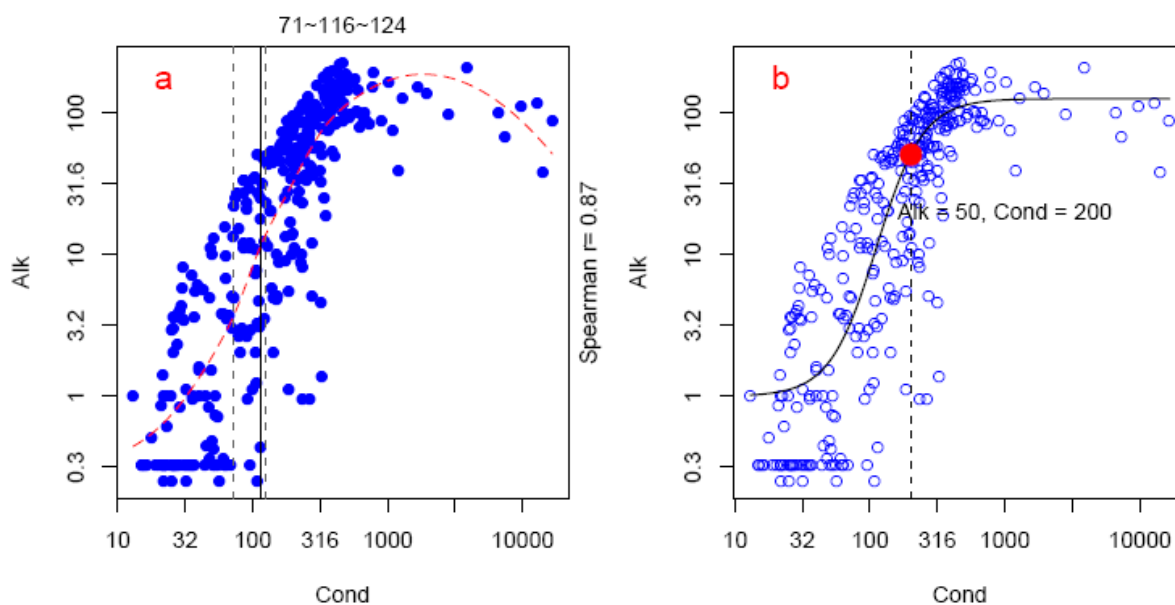 71~116~124
a
Alk
100
31.6
10
3.2
1
0.3
10 32 100 316 1000 10000
Cond
Spearman r= 0.87
b
Alk
100
31.6
10
3.2
1
0.3
Alk = 50, Cond = 200
10 32 100 316 1000 10000
Cond